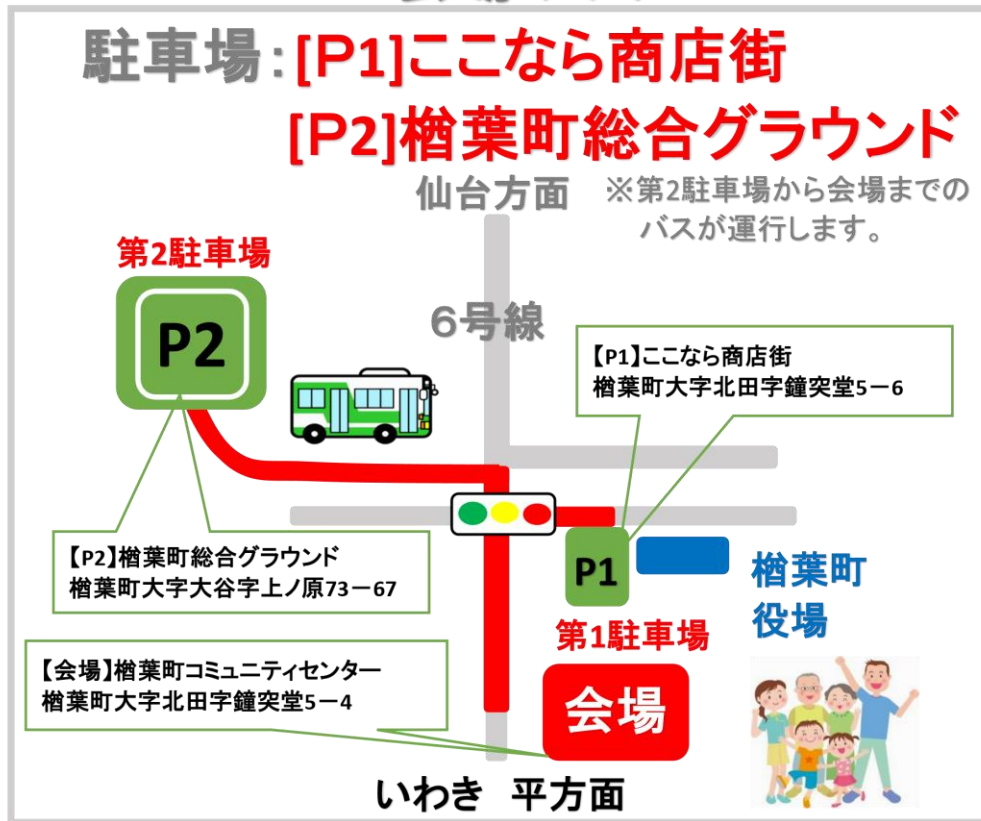 駐車場：[P1]ここなら商店街
[P2]楢葉町総合グラウンド
仙台方面
※第2駐車場から会場までの
バスが運行します。
第2駐車場
P2
6号線
【P1】ここなら商店街
楢葉町大字北田字鐘突堂5－6
【P2】楢葉町総合グラウンド
楢葉町大字大谷字上ノ原73－67
P1
楢葉町
役場
第1駐車場
【会場】楢葉町コミュニティセンター
楢葉町大字北田字鐘突堂5－4
会場
いわき 平方面